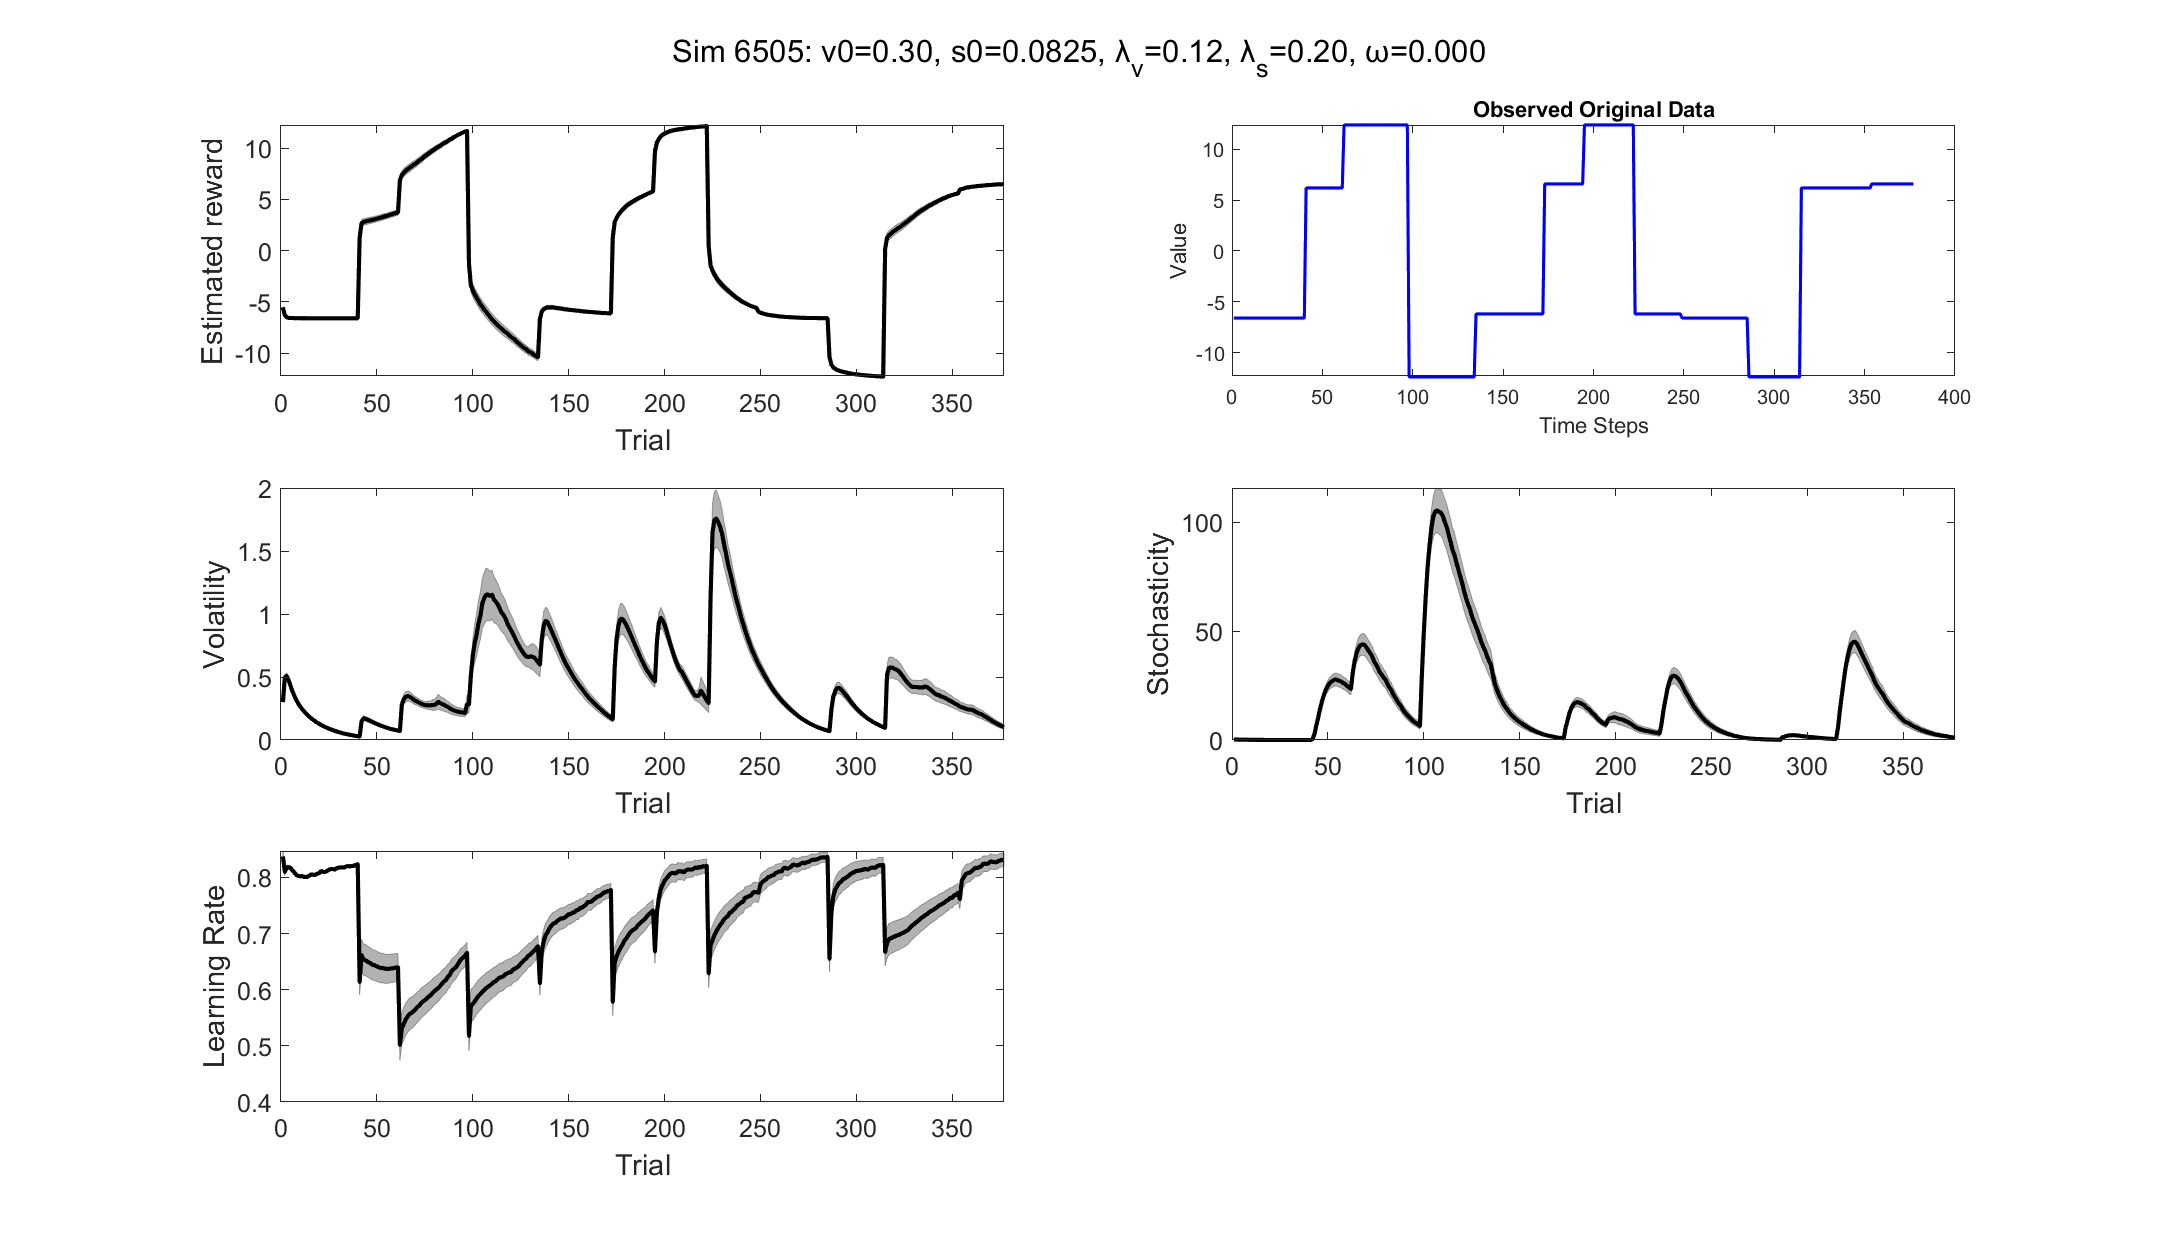 Sim 6505: v0=0.30, s0=0.0825, λv=0.12, λs=0.20, ω=0.000
Estimated reward
10
5
0
-5
-10
0 50 100 150 200 250 300 350
Trial
Observed Original Data
Value
10
5
0
-5
-10
0 50 100 150 200 250 300 350 400
Time Steps
Volatility
2
1.5
1
0.5
0
0 50 100 150 200 250 300 350
Trial
Stochasticity
100
50
0
0 50 100 150 200 250 300 350
Trial
Learning Rate
0.8
0.7
0.6
0.5
0.4
0 50 100 150 200 250 300 350
Trial